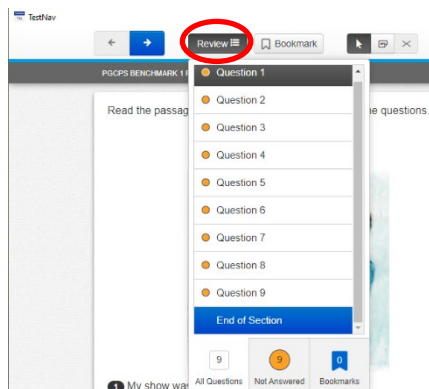 TestNav
Review Bookmark
PGCPS BENCHMARK 1
Question 1
Read the passag
Question 2
e questions.
Question 3
Question 4
Question 5
Question 6
Question 7
Question 8
Question 9
End of Section
9 9 0
All Questions Not Answered Bookmarks
1 My show was